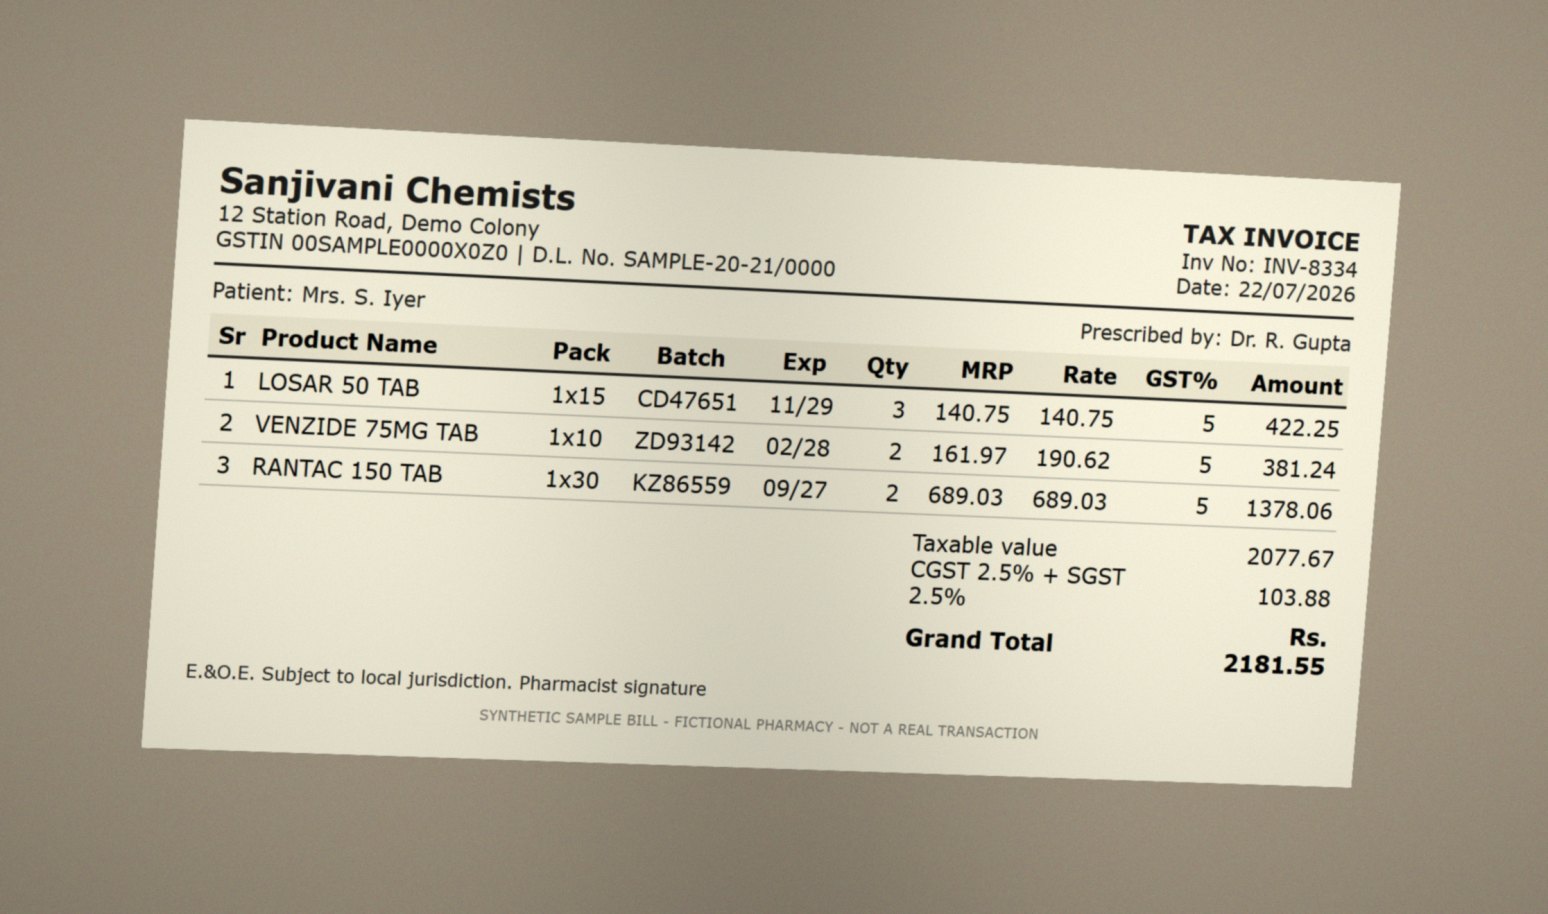 Sanjivani Chemists
12 Station Road, Demo Colony
GSTIN 00SAMPLE0000X0Z0 | D.L. No. SAMPLE-20-21/0000
TAX INVOICE
Inv No: INV-8334
Date: 22/07/2026
Patient: Mrs. S. Iyer
Prescribed by: Dr. R. Gupta
Sr Product Name Pack Batch Exp Qty MRP Rate GST% Amount
1 LOSAR 50 TAB 1x15 CD47651 11/29 3 140.75 140.75 5 422.25
2 VENZIDE 75MG TAB 1x10 ZD93142 02/28 2 161.97 190.62 5 381.24
3 RANTAC 150 TAB 1x30 KZ86559 09/27 2 689.03 689.03 5 1378.06
Taxable value 2077.67
CGST 2.5% + SGST
2.5% 103.88
Grand Total Rs.
2181.55
E.&O.E. Subject to local jurisdiction. Pharmacist signature
SYNTHETIC SAMPLE BILL - FICTIONAL PHARMACY - NOT A REAL TRANSACTION